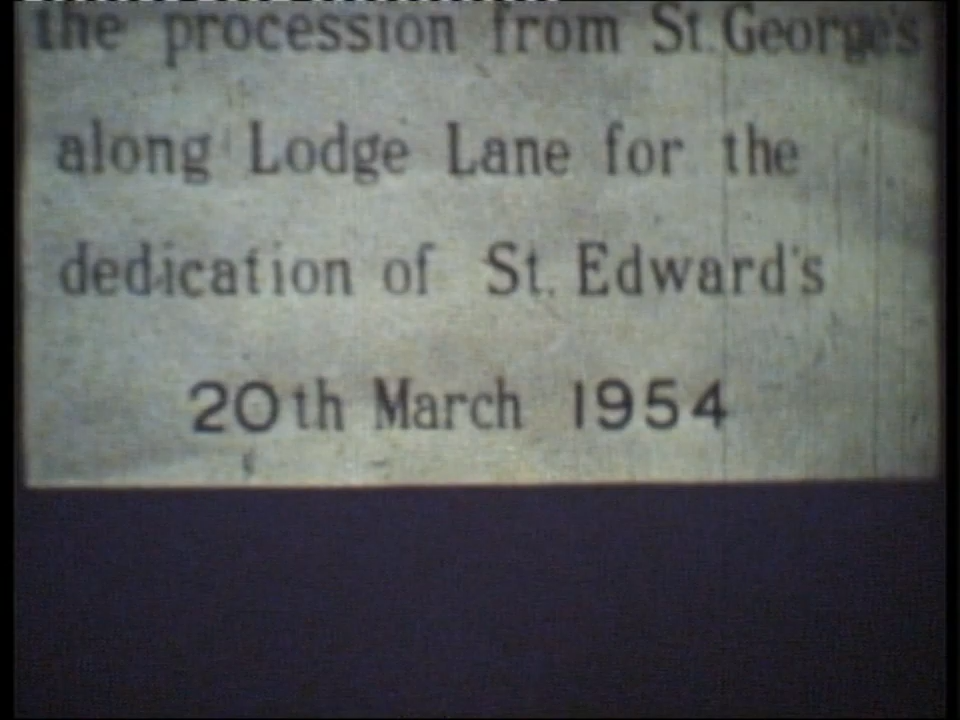 the procession from St. George's
along Lodge Lane for the
dedication of St. Edward's
20th March 1954